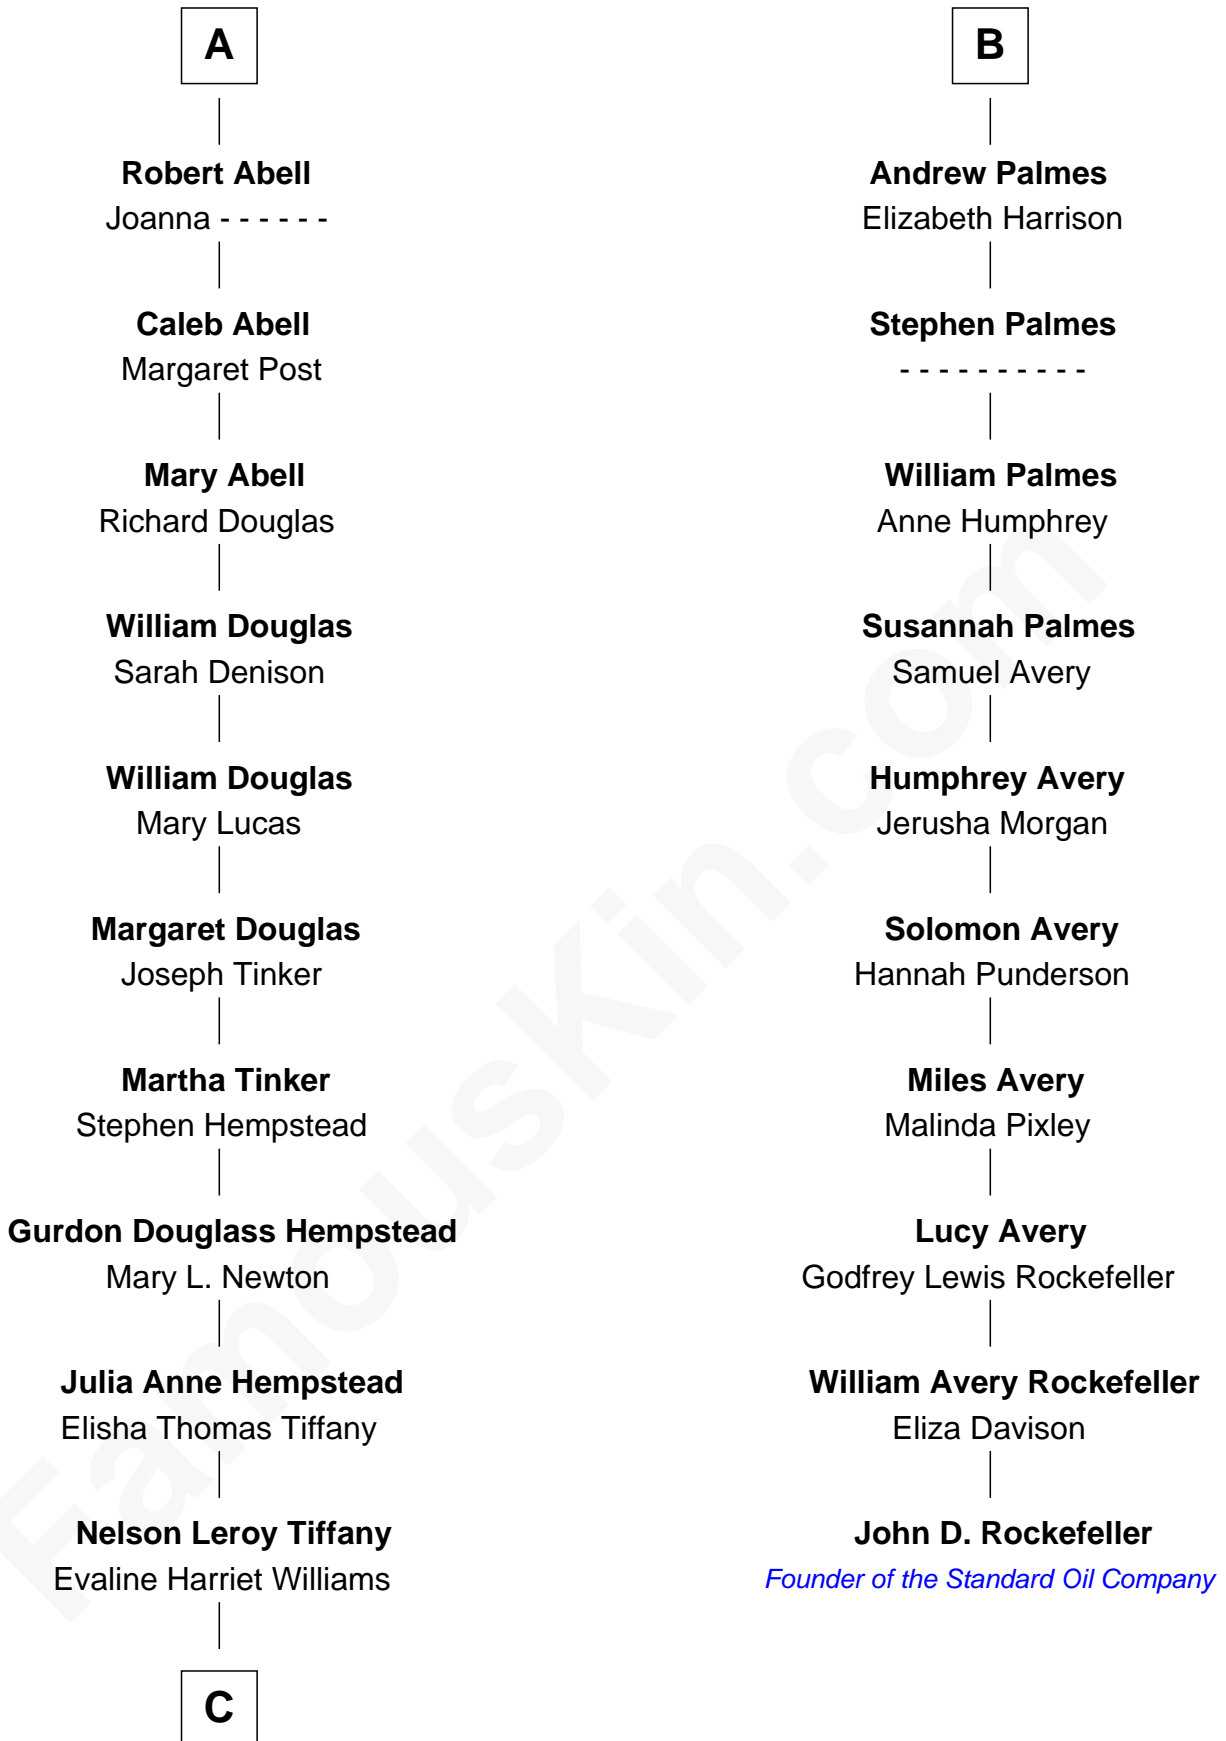 A
Robert Abell
Joanna - - - - - -
Caleb Abell
Margaret Post
Mary Abell
Richard Douglas
William Douglas
Sarah Denison
William Douglas
Mary Lucas
Margaret Douglas
Joseph Tinker
Martha Tinker
Stephen Hempstead
Gurdon Douglass Hempstead
Mary L. Newton
Julia Anne Hempstead
Elisha Thomas Tiffany
Nelson Leroy Tiffany
Evaline Harriet Williams
C
B
Andrew Palmes
Elizabeth Harrison
Stephen Palmes
- - - - - - - - - -
William Palmes
Anne Humphrey
Susannah Palmes
Samuel Avery
Humphrey Avery
Jerusha Morgan
Solomon Avery
Hannah Punderson
Miles Avery
Malinda Pixley
Lucy Avery
Godfrey Lewis Rockefeller
William Avery Rockefeller
Eliza Davison
John D. Rockefeller
Founder of the Standard Oil Company
FamousKin.com